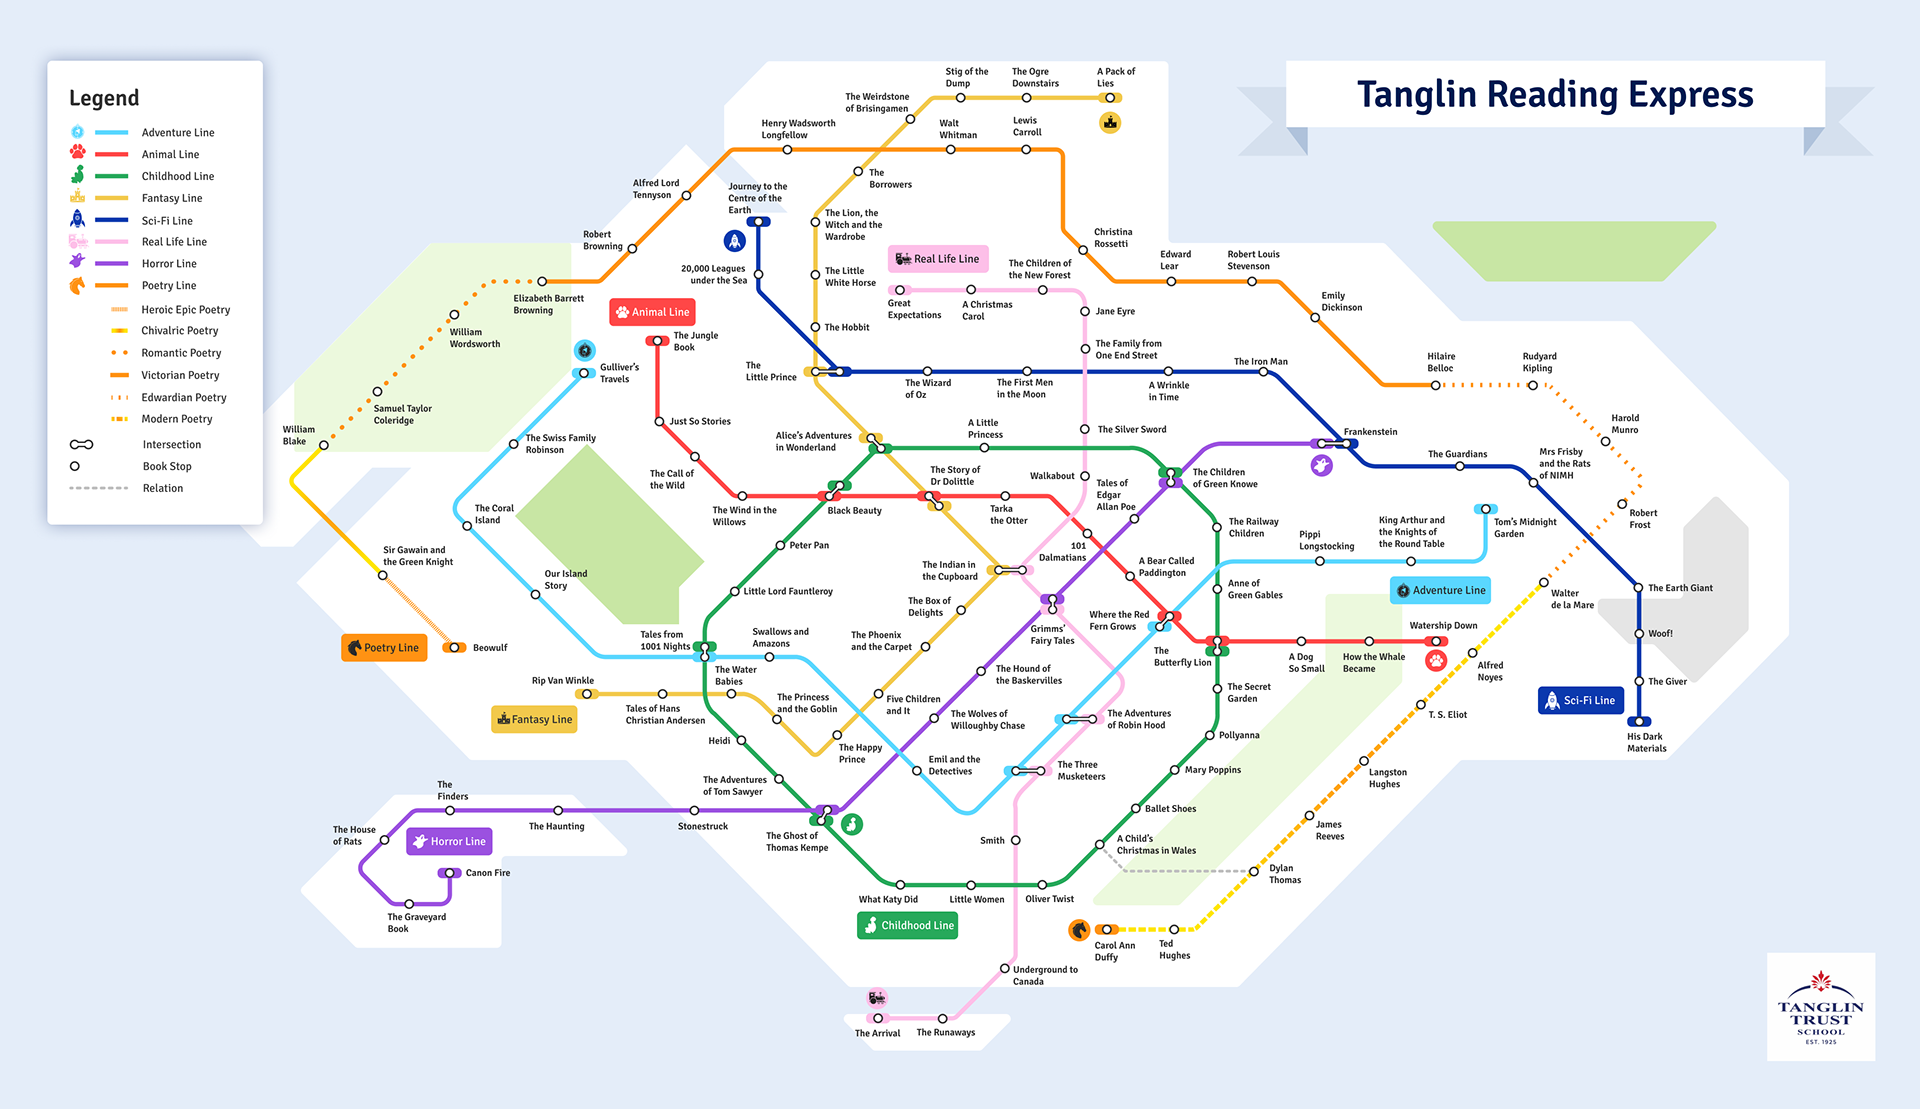 Tanglin Reading Express
Legend
Adventure Line
Animal Line
Childhood Line
Fantasy Line
Sci-Fi Line
Real Life Line
Horror Line
Poetry Line
Heroic Epic Poetry
Chivalric Poetry
Romantic Poetry
Victorian Poetry
Edwardian Poetry
Modern Poetry
Intersection
Book Stop
Relation
Stig of the
Dump
The Ogre
Downstairs
A Pack of
Lies
The Weirdstone
of Brisingamen
Henry Wadsworth
Longfellow
Walt
Whitman
Lewis
Carroll
The
Borrowers
Alfred Lord
Tennyson
Journey to the
Centre of the
Earth
The Lion, the
Witch and the
Wardrobe
Robert
Browning
Christina
Rossetti
Real Life Line
20,000 Leagues
under the Sea
The Little
White Horse
The Children of
the New Forest
Edward
Lear
Robert Louis
Stevenson
Elizabeth Barrett
Browning
Great
Expectations
A Christmas
Carol
Jane Eyre
Emily
Dickinson
Animal Line
William
Wordsworth
The Jungle
Book
The Hobbit
The Family from
One End Street
Gulliver's
Travels
The
Little Prince
The Wizard
of Oz
The First Men
in the Moon
A Wrinkle
in Time
The Iron Man
Hilaire
Belloc
Rudyard
Kipling
Samuel Taylor
Coleridge
William
Blake
The Swiss Family
Robinson
Just So Stories
Alice's Adventures
in Wonderland
A Little
Princess
The Silver Sword
Frankenstein
Harold
Munro
The Guardians
Mrs Frisby
and the Rats
of NIMH
The Call of
the Wild
The Story of
Dr Dolittle
Walkabout
Tales of
Edgar
Allan Poe
The Children
of Green Knowe
The Coral
Island
The Wind in the
Willows
Black Beauty
Tarka
the Otter
The Railway
Children
Pippi
Longstocking
King Arthur and
the Knights of
the Round Table
Tom's Midnight
Garden
Robert
Frost
Sir Gawain and
the Green Knight
Peter Pan
101
Dalmatians
The Indian in
the Cupboard
A Bear Called
Paddington
Our Island
Story
Little Lord Fauntleroy
Anne of
Green Gables
Adventure Line
Walter
de la Mare
The Earth Giant
The Box of
Delights
Where the Red
Fern Grows
Grimms'
Fairy Tales
Poetry Line
Beowulf
Tales from
1001 Nights
Swallows and
Amazons
The Phoenix
and the Carpet
Watership Down
Woof!
The
Butterfly Lion
A Dog
So Small
How the Whale
Became
Alfred
Noyes
The Water
Babies
The Hound of
the Baskervilles
Rip Van Winkle
The Secret
Garden
The Giver
Fantasy Line
Tales of Hans
Christian Andersen
The Princess
and the Goblin
Five Children
and It
The Wolves of
Willoughby Chase
The Adventures
of Robin Hood
T. S. Eliot
Sci-Fi Line
Heidi
The Happy
Prince
Pollyanna
His Dark
Materials
The Adventures
of Tom Sawyer
Emil and the
Detectives
The Three
Musketeers
Mary Poppins
Langston
Hughes
The
Finders
The House
of Rats
Horror Line
The Haunting
Stonestruck
The Ghost of
Thomas Kempe
Smith
Ballet Shoes
A Child's
Christmas in Wales
James
Reeves
Canon Fire
Dylan
Thomas
The Graveyard
Book
What Katy Did
Little Women
Oliver Twist
Childhood Line
Carol Ann
Duffy
Ted
Hughes
Underground to
Canada
The Arrival
The Runaways
TANGLIN
TRUST
SCHOOL
EST. 1925